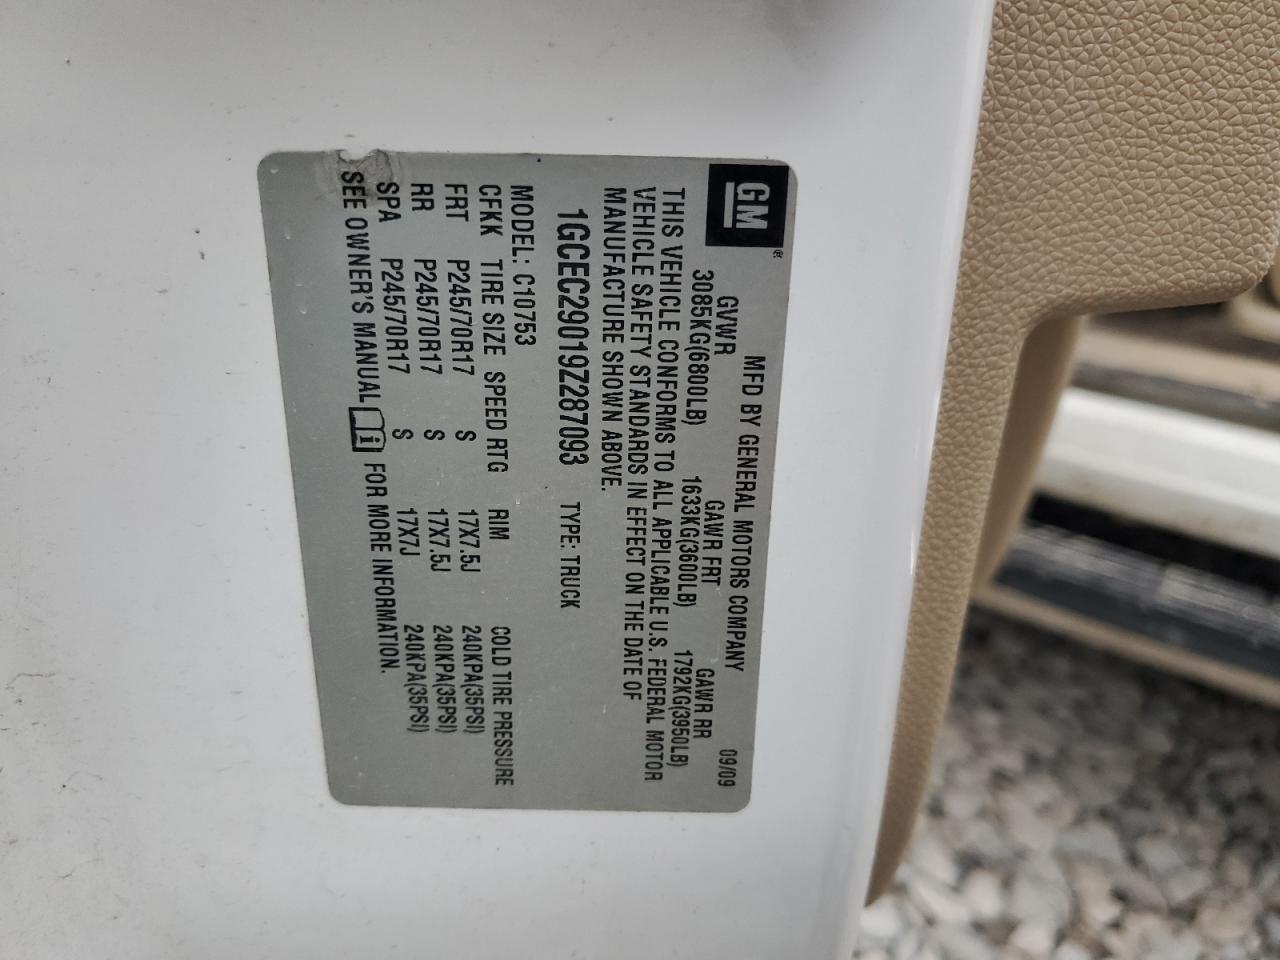 GM®
MFD BY GENERAL MOTORS COMPANY 09/09
GVWR GAWR FRT GAWR RR
3085KG(6800LB) 1633KG(3600LB) 1792KG(3950LB)
THIS VEHICLE CONFORMS TO ALL APPLICABLE U.S. FEDERAL MOTOR
VEHICLE SAFETY STANDARDS IN EFFECT ON THE DATE OF
MANUFACTURE SHOWN ABOVE.
1GCEC29019Z287093 TYPE: TRUCK
MODEL: C10753
CFKK TIRE SIZE SPEED RTG RIM COLD TIRE PRESSURE
FRT P245/70R17 S 17X7.5J 240KPA(35PSI)
RR P245/70R17 S 17X7.5J 240KPA(35PSI)
SPA P245/70R17 S 17X7J 240KPA(35PSI)
SEE OWNER'S MANUAL i FOR MORE INFORMATION.